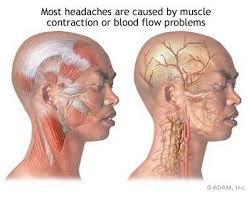 Most headaches are caused by muscle
contraction or blood flow problems
© ADAM, Inc.